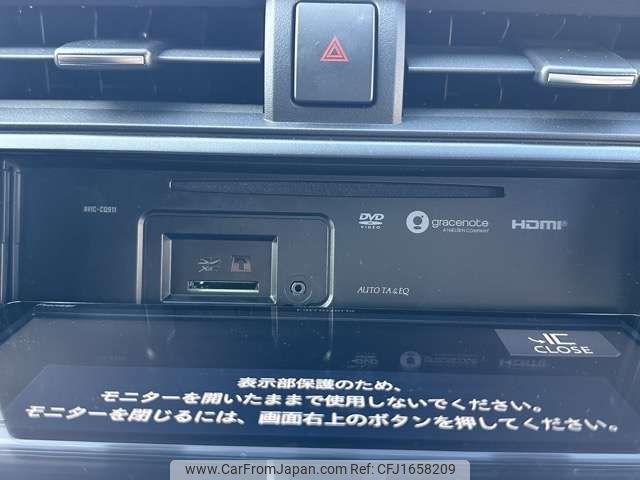 AVIC-CQ911
DVD
VIDEO
gracenote
A NIELSEN COMPANY
HDMI
AUTO TA & EQ
CLOSE
表示部保護のため、
モニターを開いたままで使用しないでください。
モニターを閉じるには、画面右上のボタンを押してください。
www.CarFromJapan.com - ID:CFJ1658209